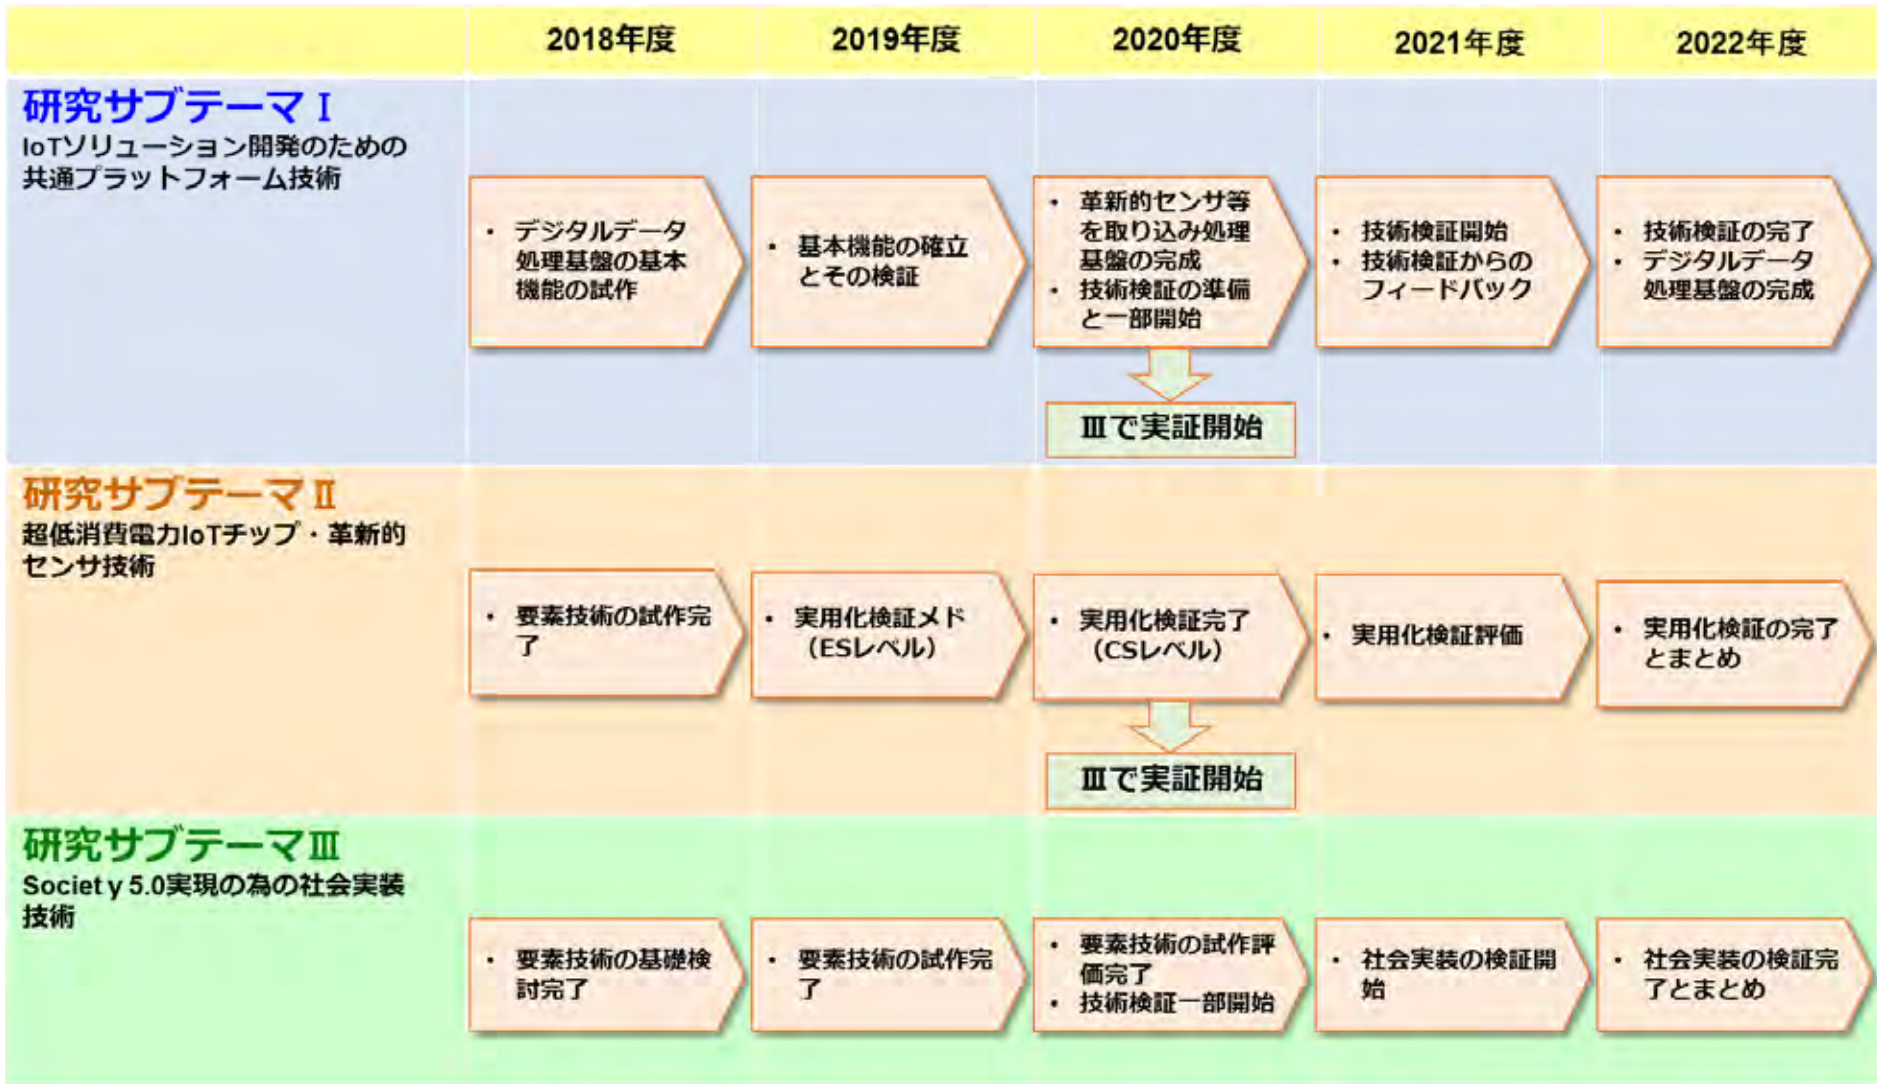 2018年度
2019年度
2020年度
2021年度
2022年度
研究サブテーマⅠ
IoTソリューション開発のための
共通プラットフォーム技術
・ デジタルデータ
処理基盤の基本
機能の試作
・ 基本機能の確立
とその検証
・ 革新的センサ等
を取り込み処理
基盤の完成
・ 技術検証の準備
と一部開始
・ 技術検証開始
・ 技術検証からの
フィードバック
・ 技術検証の完了
・ デジタルデータ
処理基盤の完成
Ⅲで実証開始
研究サブテーマⅡ
超低消費電力IoTチップ・革新的
センサ技術
・ 要素技術の試作完
了
・ 実用化検証メド
（ESレベル）
・ 実用化検証完了
（CSレベル）
・ 実用化検証評価
・ 実用化検証の完了
とまとめ
Ⅲで実証開始
研究サブテーマⅢ
Society 5.0実現の為の社会実装
技術
・ 要素技術の基礎検
討完了
・ 要素技術の試作完
了
・ 要素技術の試作評
価完了
・ 技術検証一部開始
・ 社会実装の検証開
始
・ 社会実装の検証完
了とまとめ